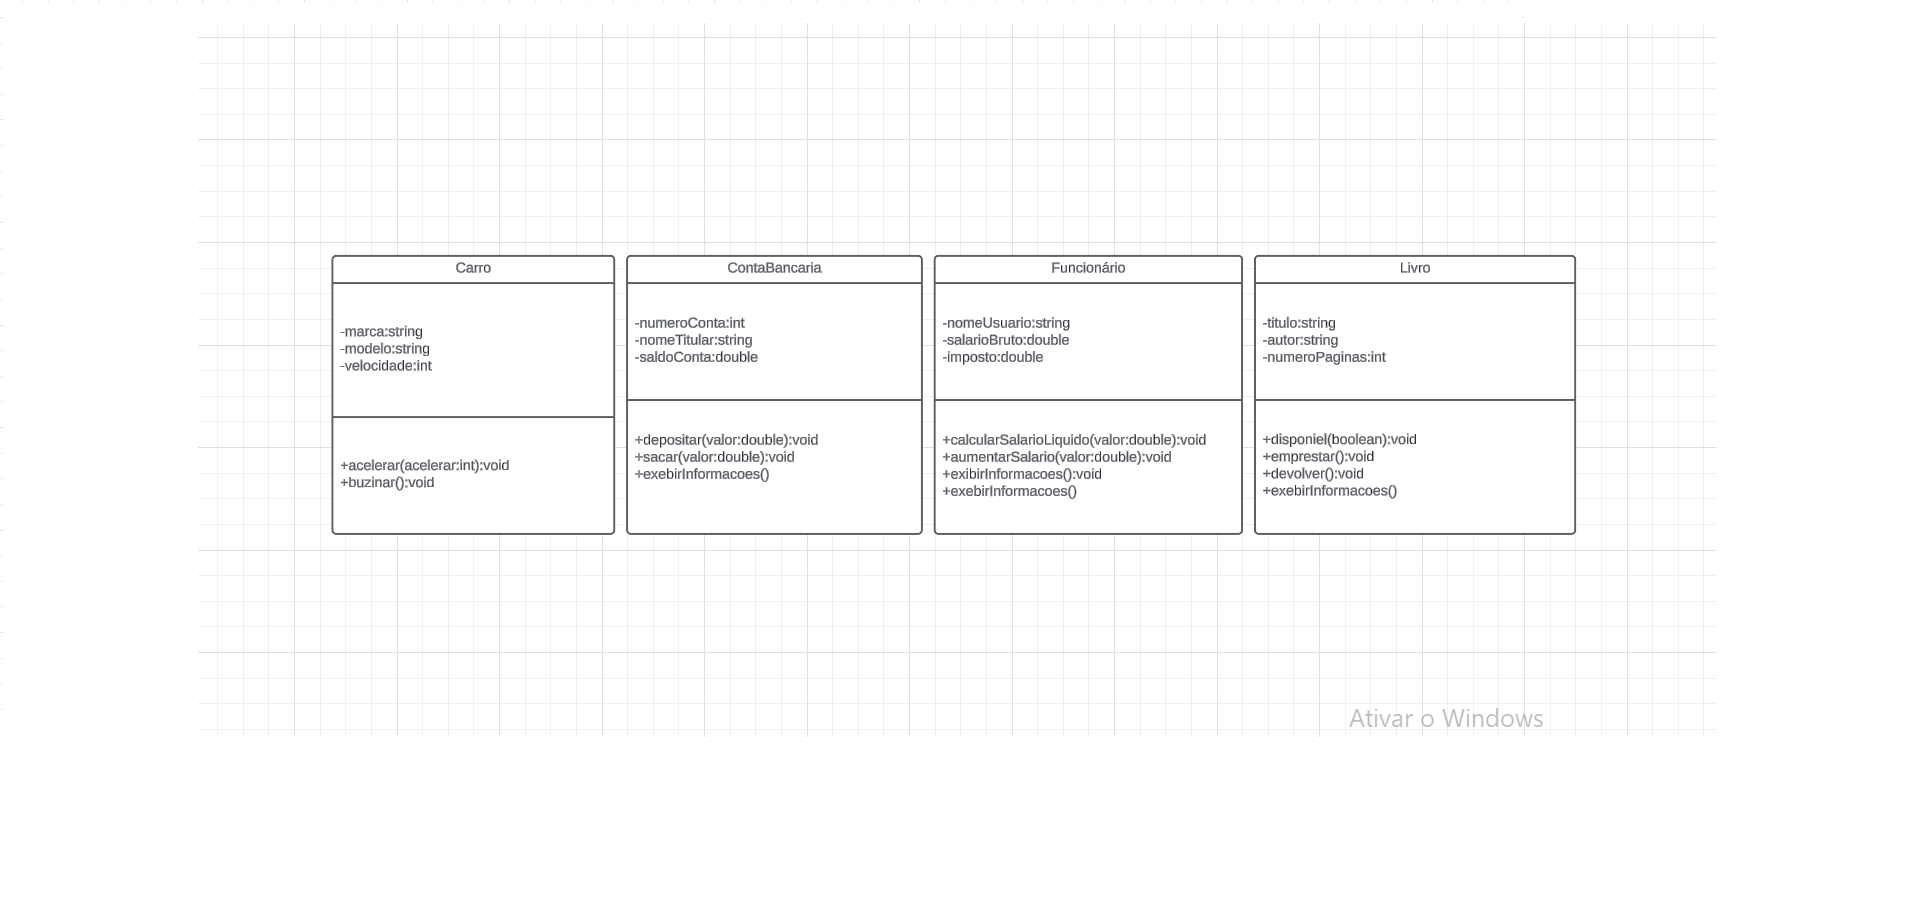 Carro
-marca:string
-modelo:string
-velocidade:int
+acelerar(acelerar:int):void
+buzinar():void
ContaBancaria
-numeroConta:int
-nomeTitular:string
-saldoConta:double
+depositar(valor:double):void
+sacar(valor:double):void
+exebirInformacoes()
Funcionário
-nomeUsuario:string
-salarioBruto:double
-imposto:double
+calcularSalarioLiquido(valor:double):void
+aumentarSalario(valor:double):void
+exibirInformacoes():void
+exebirInformacoes()
Livro
-titulo:string
-autor:string
-numeroPaginas:int
+disponiel(boolean):void
+emprestar():void
+devolver():void
+exebirInformacoes()
Ativar o Windows